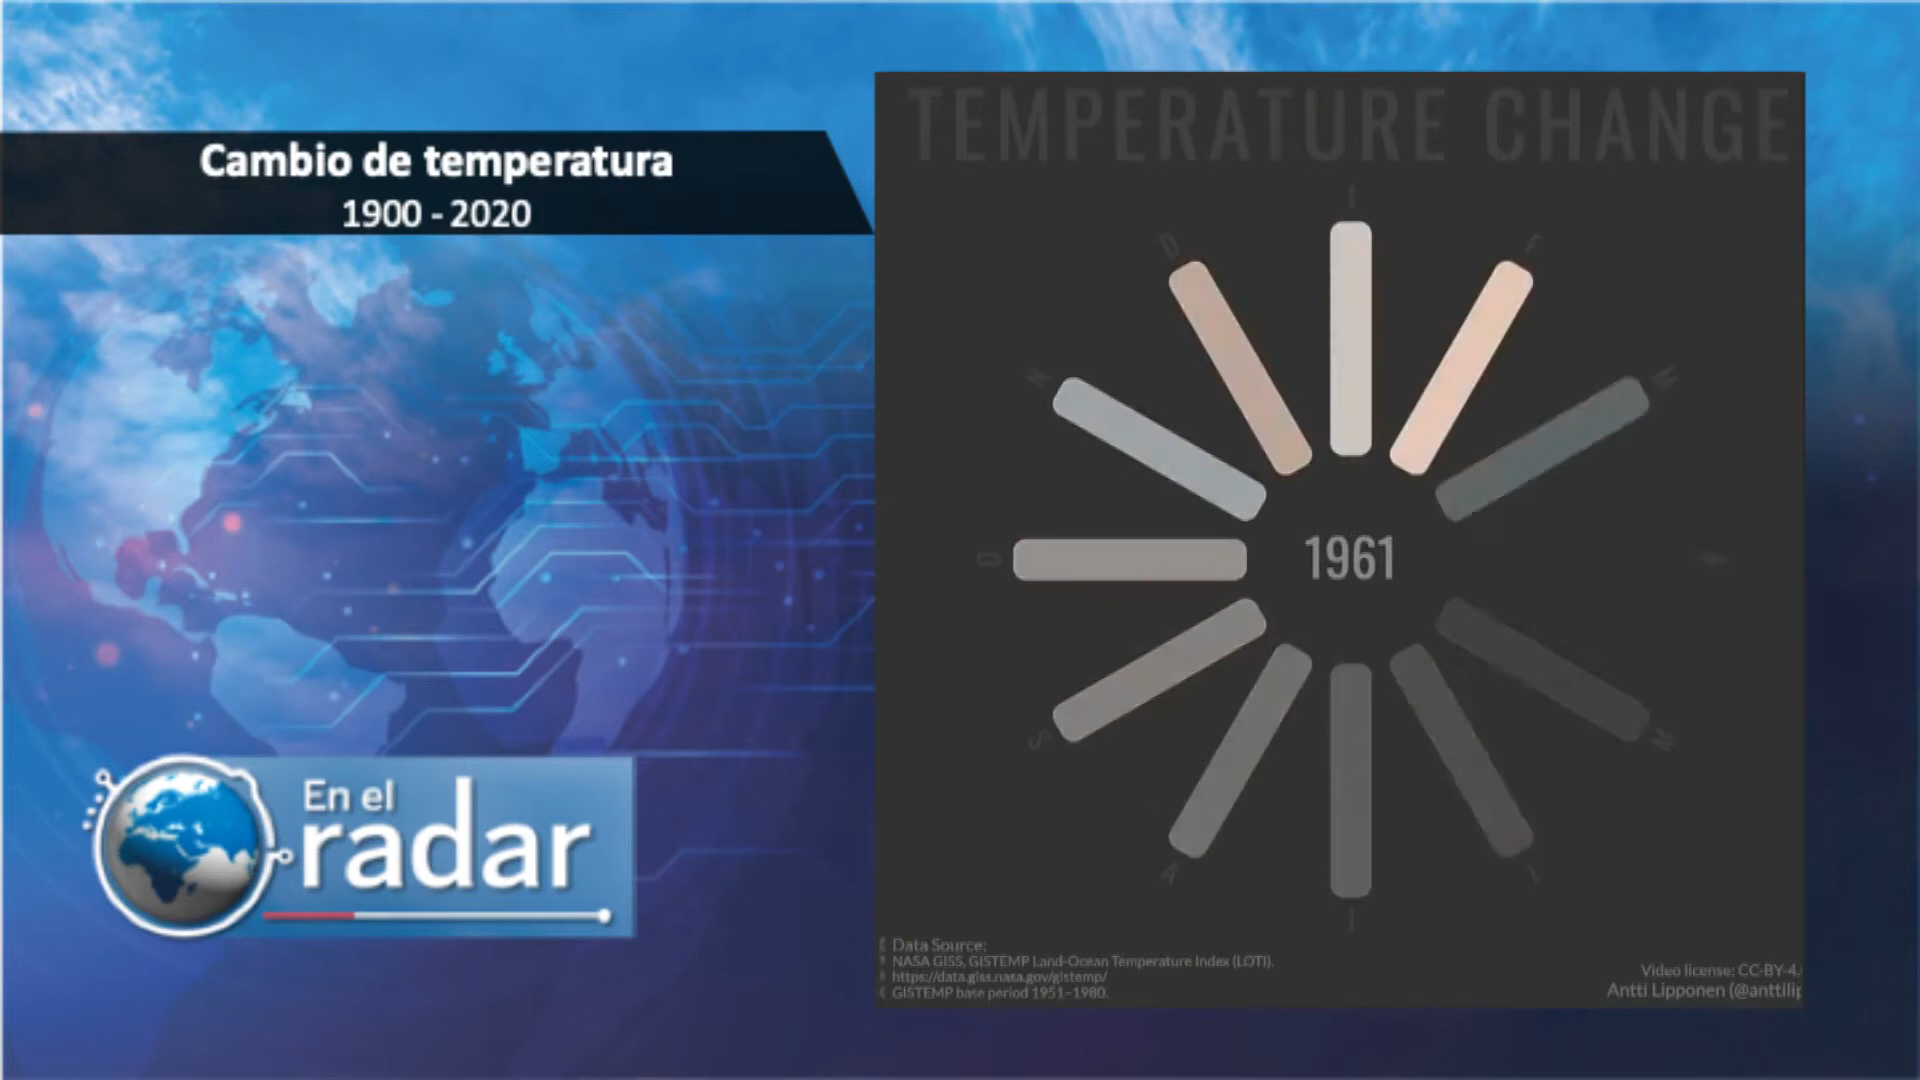 Cambio de temperatura
1900 - 2020
TEMPERATURE CHANGE
J
F
M
A
M
J
J
A
S
O
N
D
1961
En el
radar
Data Source:
NASA GISS, GISTEMP Land-Ocean Temperature Index (LOTI).
https://data.giss.nasa.gov/gistemp/
GISTEMP base period 1951–1980.
Video license: CC-BY-4.
Antti Lipponen (@anttilip